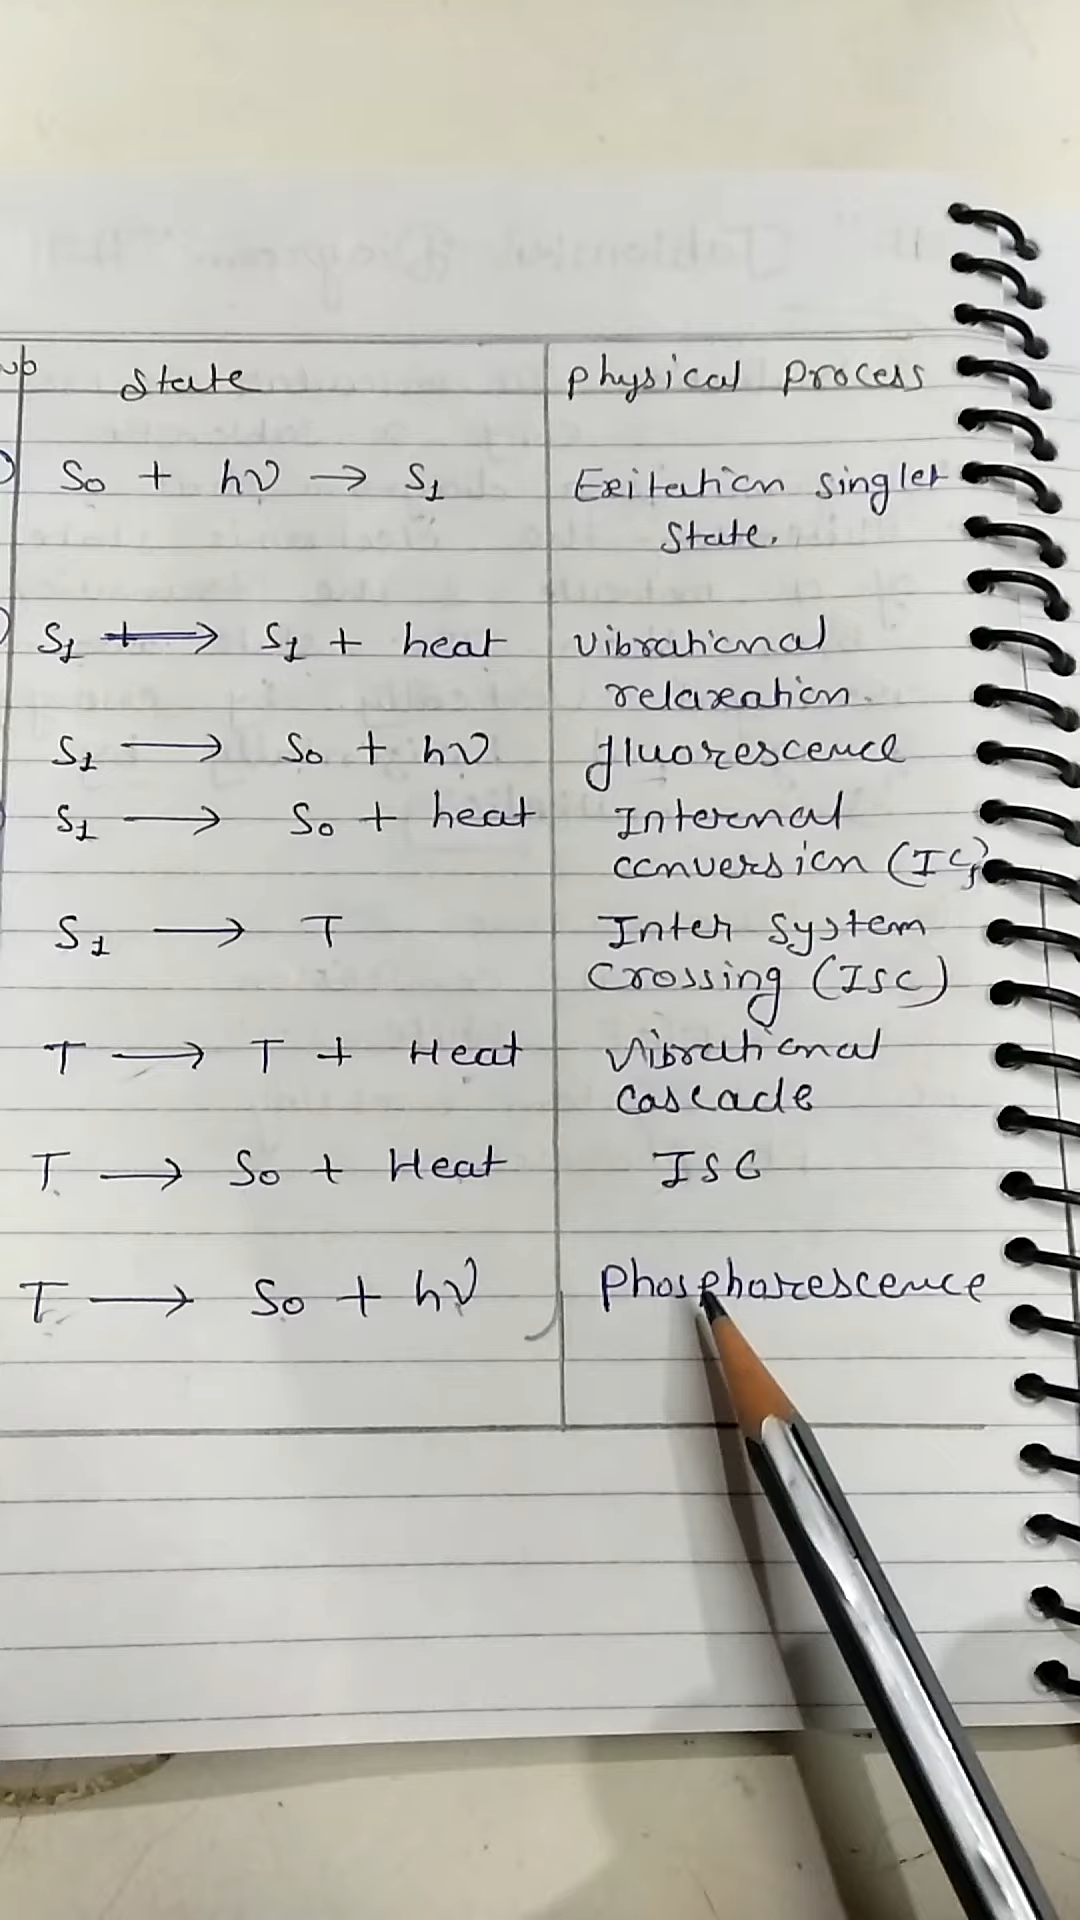 State physical process
So + hν → S1 Exitation singlet
state.
S1 → S1 + heat vibrational
relaxation.
S1 → So + hν fluorescence
S1 → So + heat Internal
conversion (IC)
S1 → T Inter system
crossing (ISC)
T → T + Heat vibrational
cascade
T → So + Heat ISC
T → So + hν phosphorescence